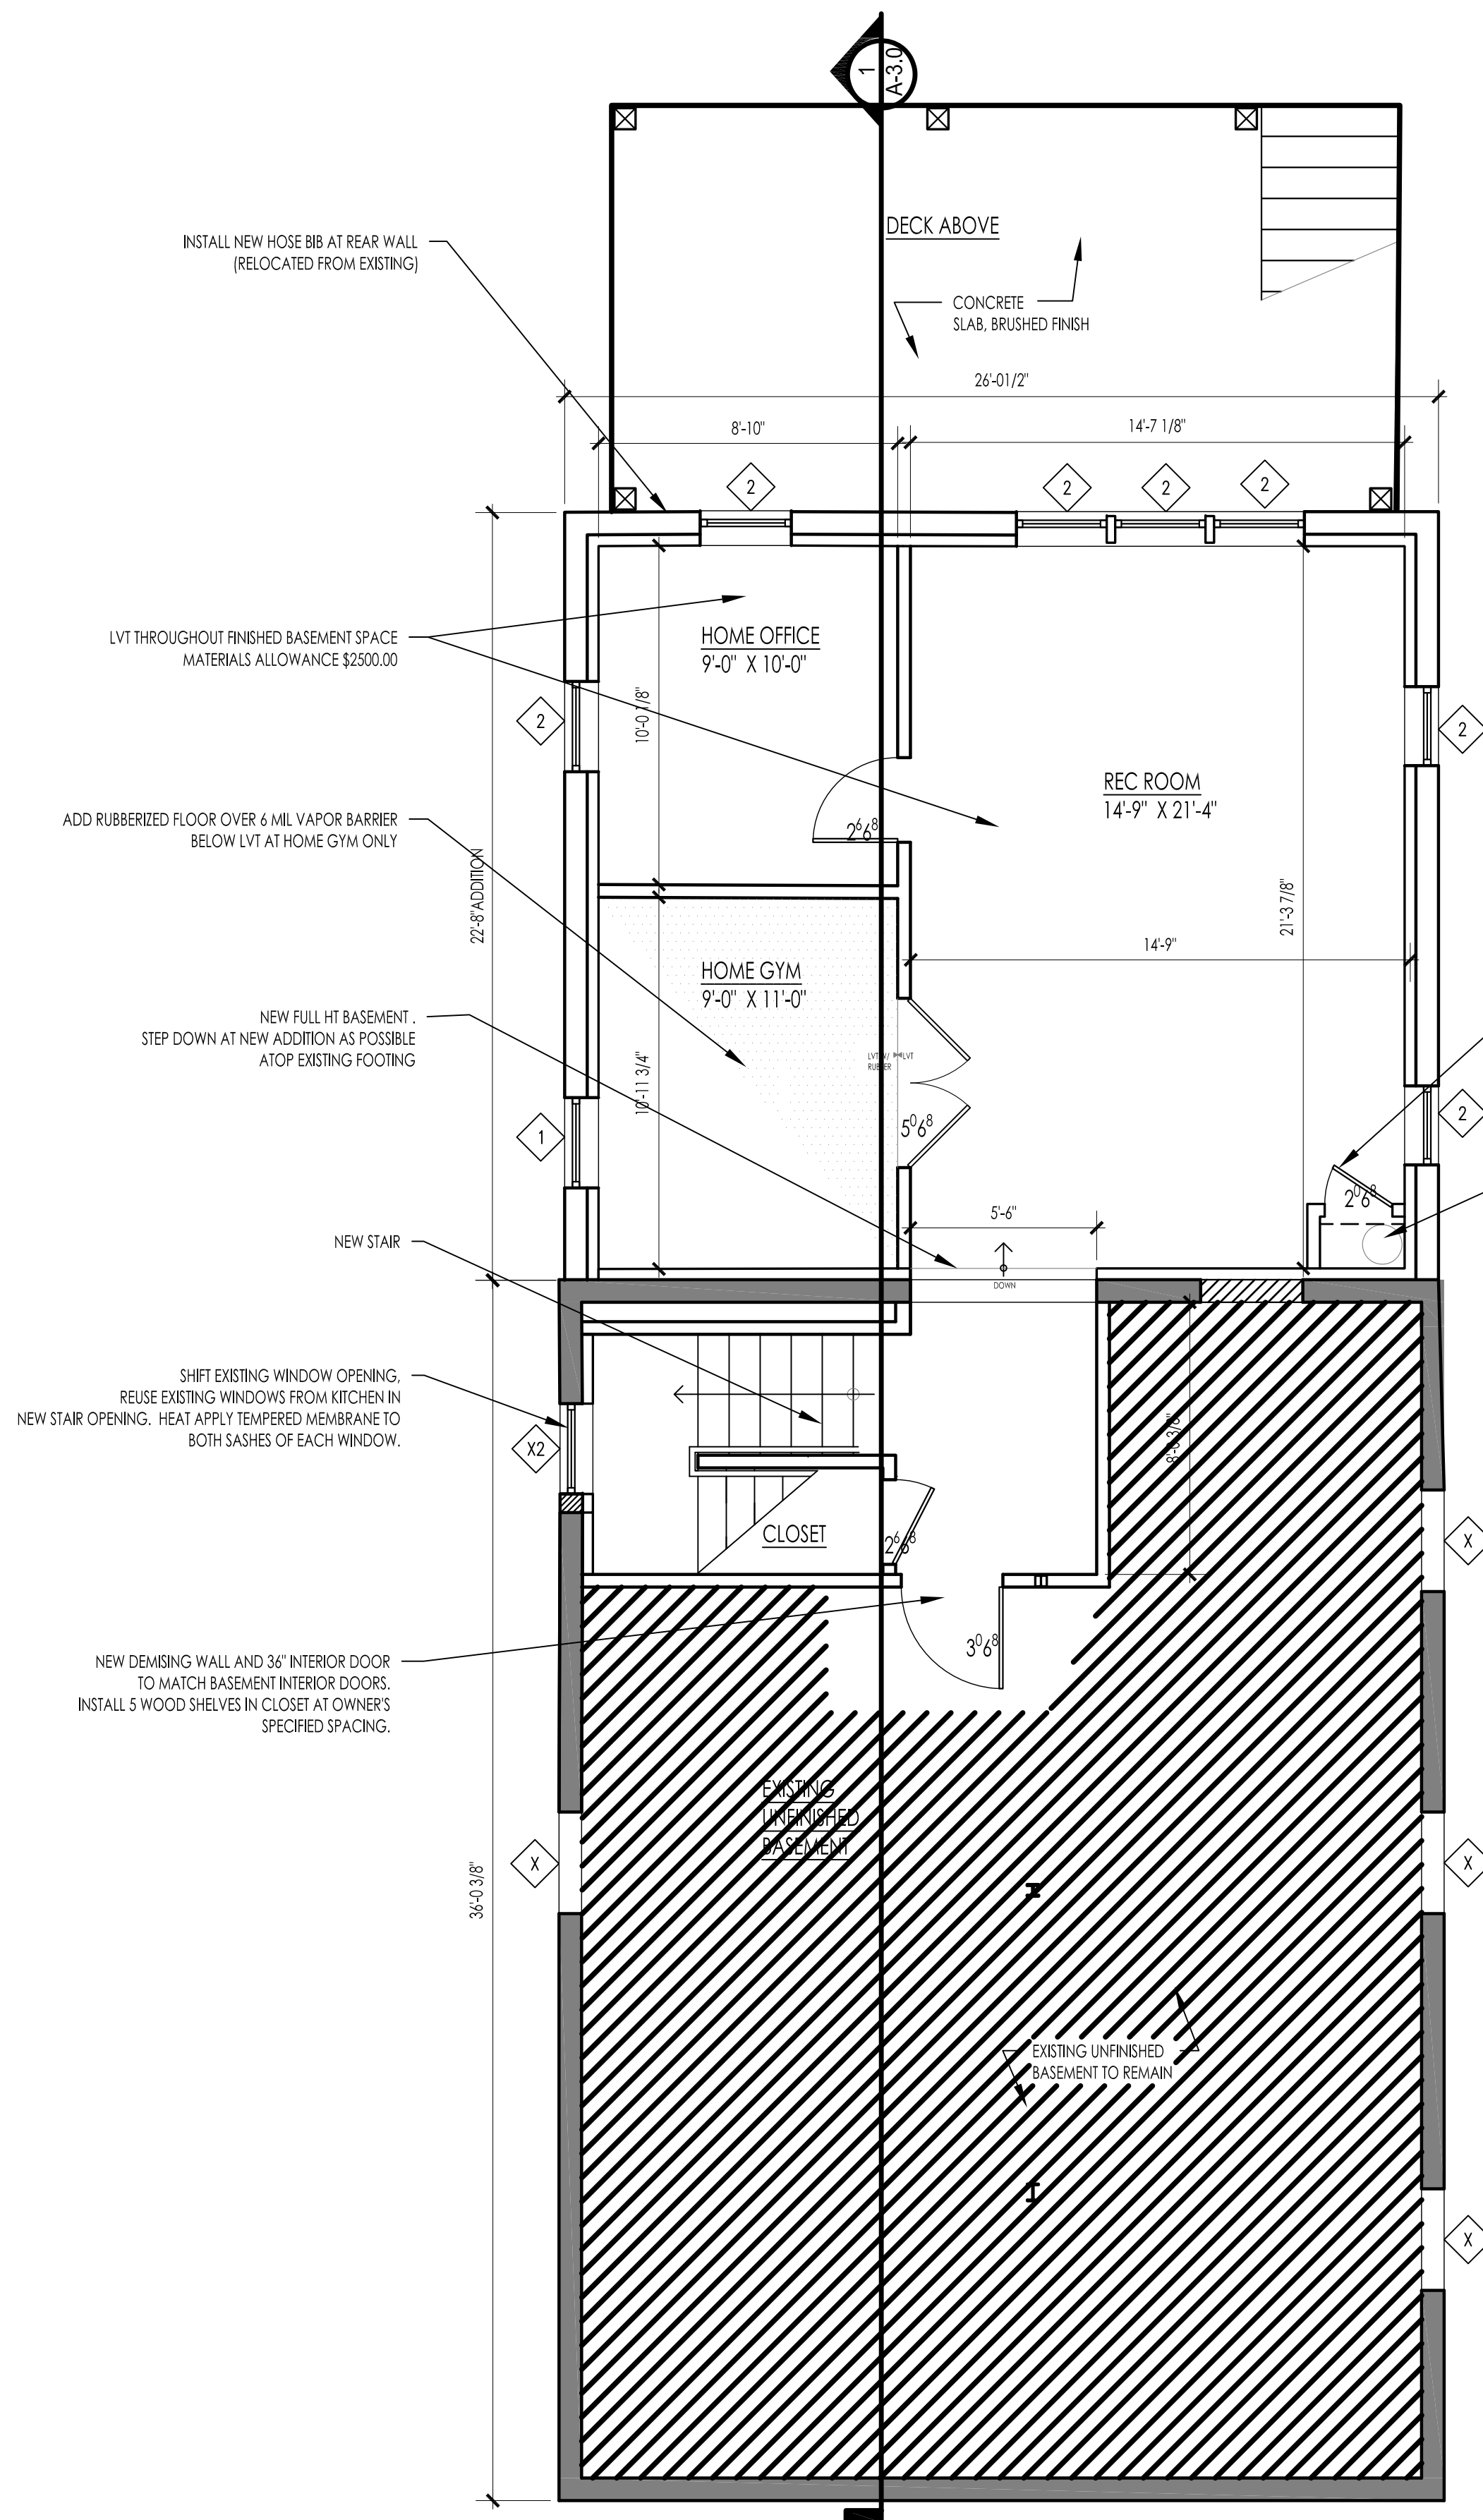 1
A-3.0
DECK ABOVE
INSTALL NEW HOSE BIB AT REAR WALL
(RELOCATED FROM EXISTING)
CONCRETE
SLAB, BRUSHED FINISH
26'-01/2"
8'-10"
14'-7 1/8"
2
2
2
2
LVT THROUGHOUT FINISHED BASEMENT SPACE
MATERIALS ALLOWANCE $2500.00
HOME OFFICE
9'-0" X 10'-0"
10'-0 1/8"
2
2
REC ROOM
14'-9" X 21'-4"
ADD RUBBERIZED FLOOR OVER 6 MIL VAPOR BARRIER
BELOW LVT AT HOME GYM ONLY
2⁶6⁸
22'-8" ADDITION
21'-3 7/8"
14'-9"
HOME GYM
9'-0" X 11'-0"
NEW FULL HT BASEMENT .
STEP DOWN AT NEW ADDITION AS POSSIBLE
ATOP EXISTING FOOTING
10'-11 3/4"
LVT W/
LVT
RUBBER
1
5⁰6⁸
2
2⁰6⁸
5'-6"
NEW STAIR
DOWN
SHIFT EXISTING WINDOW OPENING,
REUSE EXISTING WINDOWS FROM KITCHEN IN
NEW STAIR OPENING. HEAT APPLY TEMPERED MEMBRANE TO
BOTH SASHES OF EACH WINDOW.
X2
CLOSET
2⁶6⁸
X
3⁰6⁸
NEW DEMISING WALL AND 36" INTERIOR DOOR
TO MATCH BASEMENT INTERIOR DOORS.
INSTALL 5 WOOD SHELVES IN CLOSET AT OWNER'S
SPECIFIED SPACING.
EXISTING
UNFINISHED
BASEMENT
X
X
36'-0 3/8"
EXISTING UNFINISHED
BASEMENT TO REMAIN
X